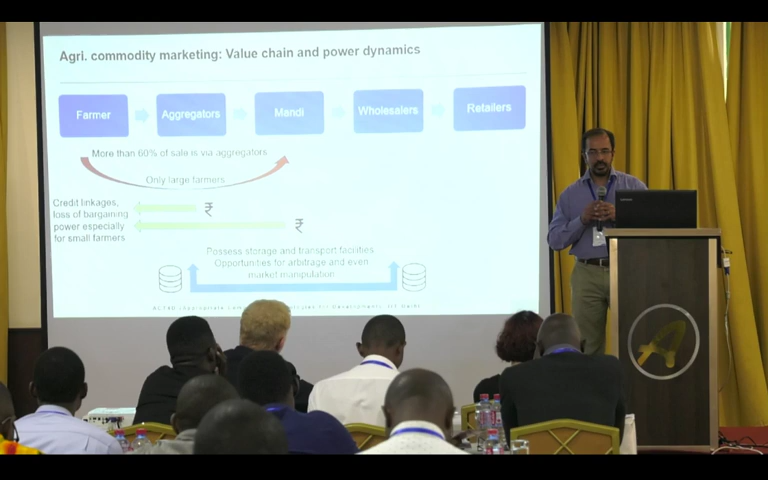 Agri. commodity marketing: Value chain and power dynamics
Farmer
Aggregators
Mandi
Wholesalers
Retailers
More than 60% of sale is via aggregators
Only large farmers
Credit linkages,
loss of bargaining
power especially
for small farmers
₹
₹
Possess storage and transport facilities
Opportunities for arbitrage and even
market manipulation